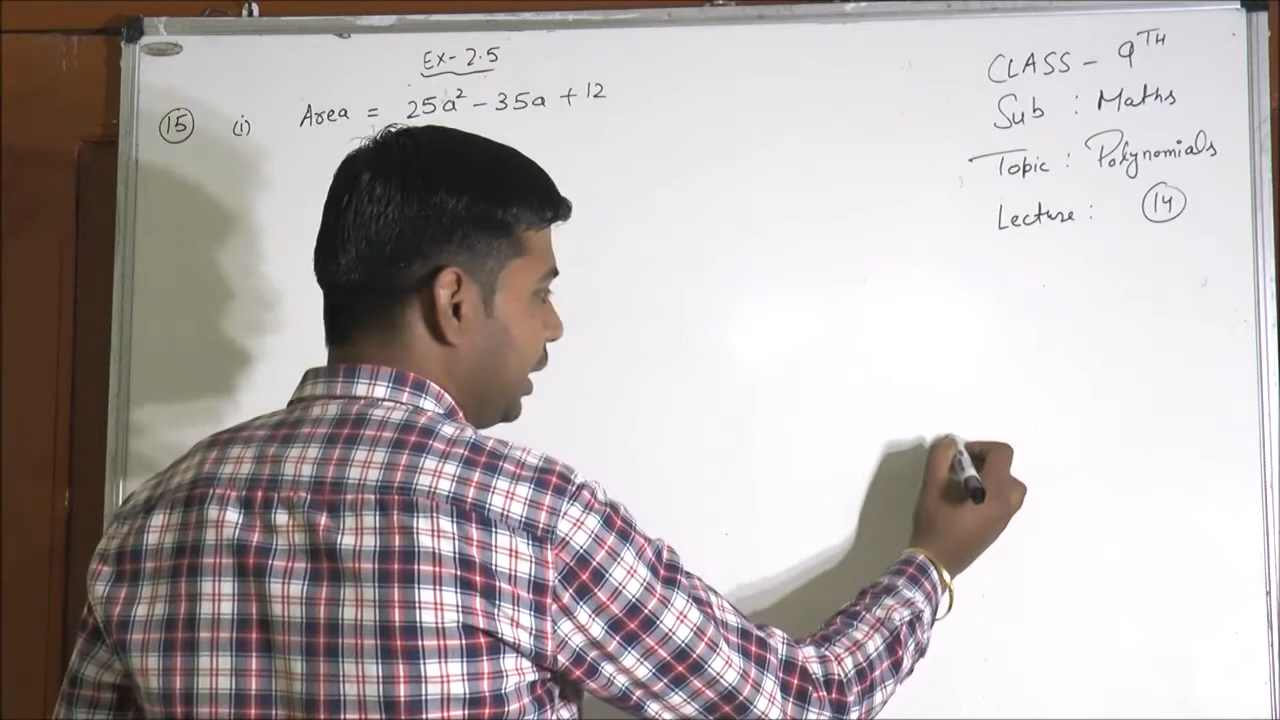 Ex-2.5
15 (i) Area = 25a² - 35a + 12
CLASS - 9TH
Sub : Maths
Topic : Polynomials
Lecture : 14